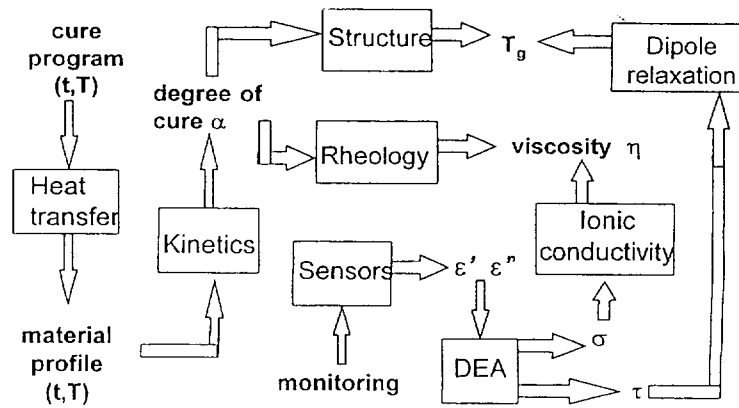 cure
program
(t,T)
Structure
Tg
Dipole
relaxation
degree of
cure α
Rheology
viscosity η
Heat
transfer
Kinetics
Ionic
conductivity
Sensors
ε' ε"
material
profile
(t,T)
monitoring
DEA
σ
τ